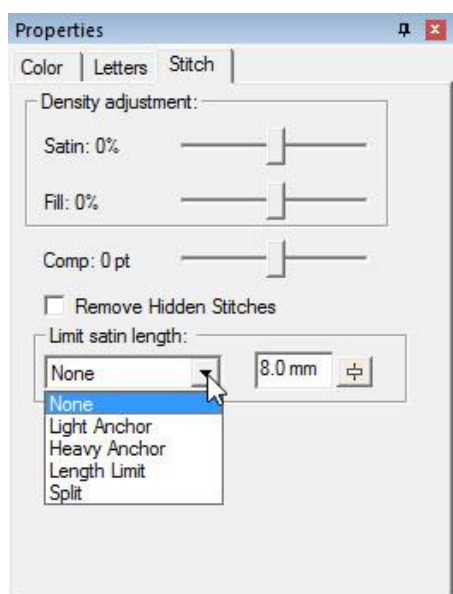 Properties
Color Letters Stitch
Density adjustment:
Satin: 0%
Fill: 0%
Comp: 0 pt
Remove Hidden Stitches
Limit satin length:
None 8.0 mm
None
Light Anchor
Heavy Anchor
Length Limit
Split